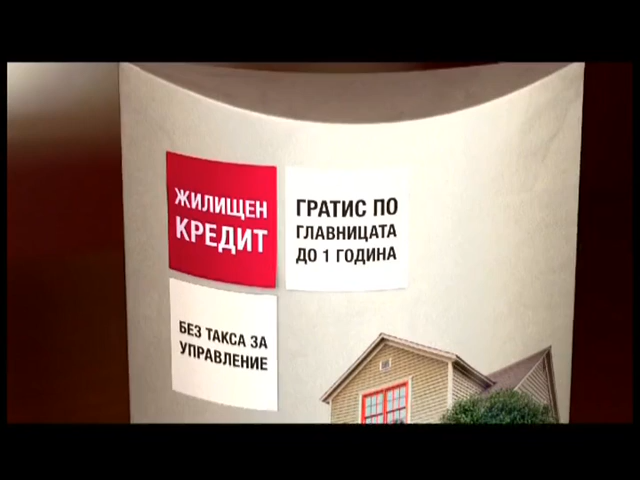 ЖИЛИЩЕН
КРЕДИТ
ГРАТИС ПО
ГЛАВНИЦАТА
ДО 1 ГОДИНА
БЕЗ ТАКСА ЗА
УПРАВЛЕНИЕ